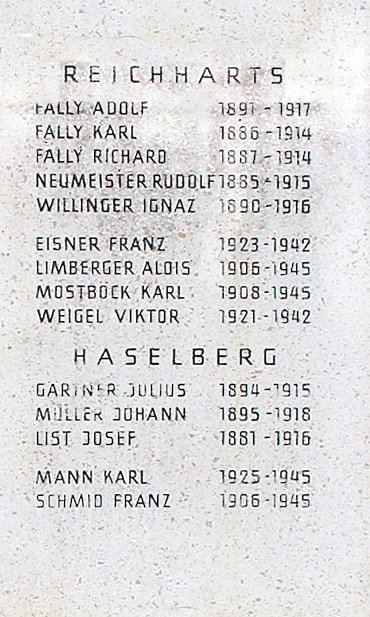 REICHHARTS
FALLY ADOLF 1891 - 1917
FALLY KARL 1886 - 1914
FALLY RICHARD 1887 - 1914
NEUMEISTER RUDOLF 1885 - 1915
WILLINGER IGNAZ 1890 - 1916
EISNER FRANZ 1923 - 1942
LIMBERGER ALOIS 1906 - 1945
MOSTBÖCK KARL 1908 - 1945
WEIGEL VIKTOR 1921 - 1942
HASELBERG
GARTNER JULIUS 1894 - 1915
MÜLLER JOHANN 1895 - 1918
LIST JOSEF 1881 - 1916
MANN KARL 1925 - 1945
SCHMID FRANZ 1906 - 1945